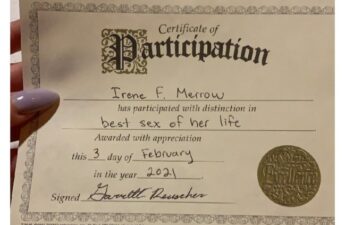 Certificate of
Participation
Irene F. Merrow
has participated with distinction in
best sex of her life
Awarded with appreciation
this 3 day of February
in the year 2021
Signed Garrett